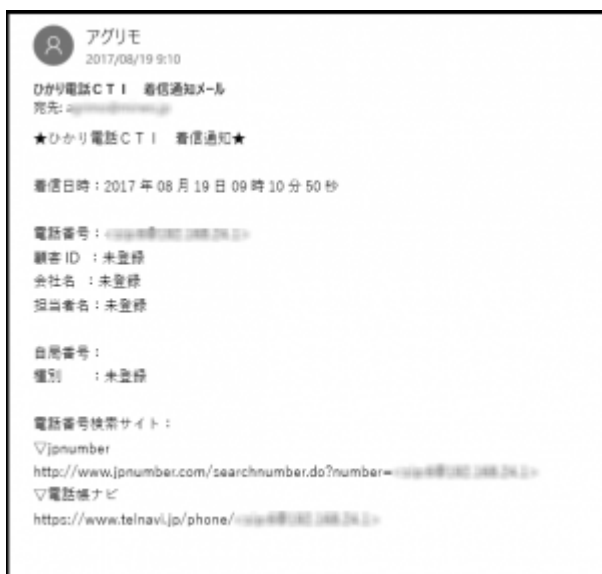 アグリモ
2017/08/19 9:10
ひかり電話CTI 着信通知メール
宛先:
★ひかり電話CTI 着信通知★
着信日時:2017 年 08 月 19 日 09 時 10 分 50 秒
電話番号:
顧客 ID :未登録
会社名 :未登録
担当者名:未登録
自局番号:
種別 :未登録
電話番号検索サイト:
▽jpnumber
http://www.jpnumber.com/searchnumber.do?number=
▽電話帳ナビ
https://www.telnavi.jp/phone/